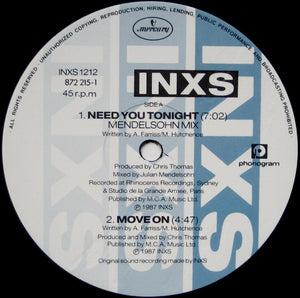 ALL RIGHTS RESERVED. UNAUTHORIZED COPYING, REPRODUCTION, HIRING, LENDING, PUBLIC PERFORMANCE AND BROADCASTING PROHIBITED.
mercury
INXS 1212
872 215-1
45 r.p.m
INXS
SIDE A
1. NEED YOU TONIGHT (7:02)
MENDELSOHN MIX
Written by A. Farriss/M. Hutchence
Produced by Chris Thomas
Mixed by Julian Mendelsohn
Recorded at Rhinoceros Recordings, Sydney
& Studio de la Grande Armee, Paris
Published by M.C.A. Music Ltd.
℗ 1987 INXS
2. MOVE ON (4:47)
Written by A. Farriss/M. Hutchence
Produced and Mixed by Chris Thomas
Published by M.C.A. Music Ltd
℗ 1987 INXS
Original sound recording made by INXS
phonogram
INXS
INXS
INXS